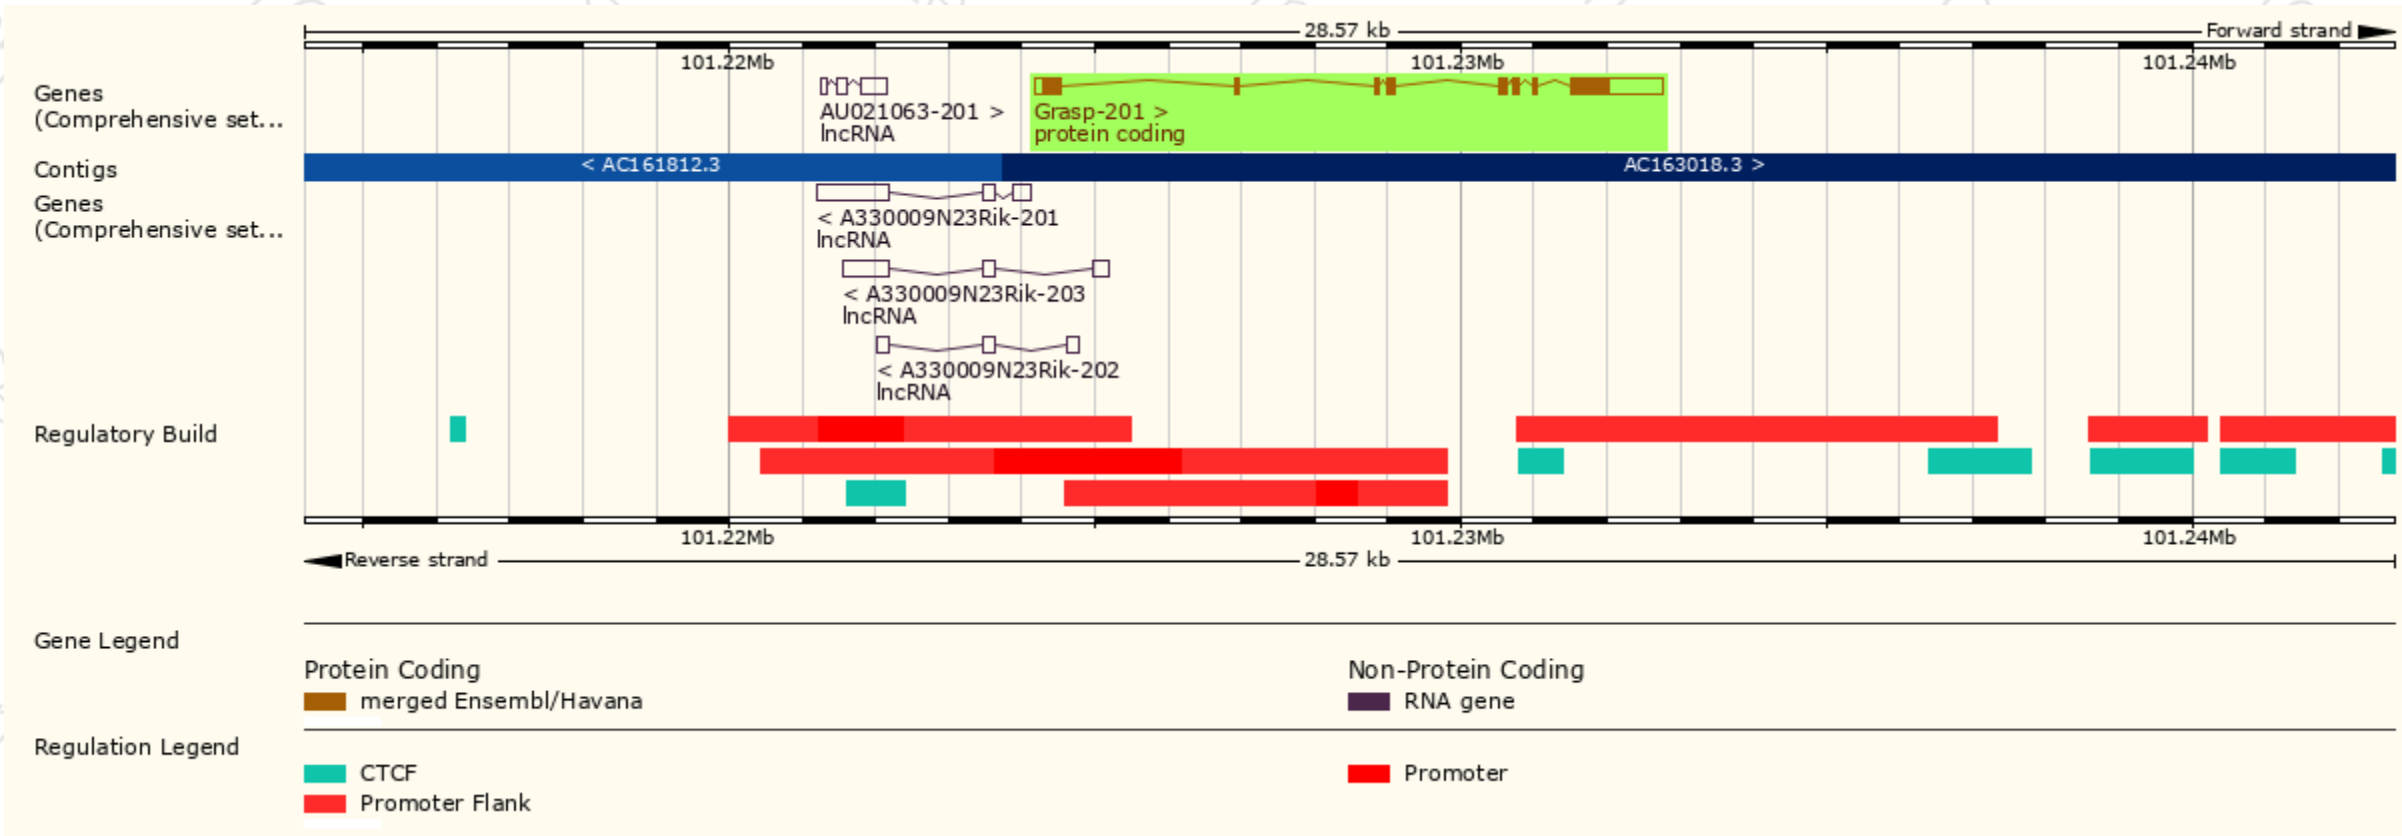 28.57 kb
Forward strand
101.22Mb 101.23Mb 101.24Mb
Genes
(Comprehensive set...
AU021063-201 >
lncRNA
Grasp-201 >
protein coding
Contigs
< AC161812.3
AC163018.3 >
Genes
(Comprehensive set...
< A330009N23Rik-201
lncRNA
< A330009N23Rik-203
lncRNA
< A330009N23Rik-202
lncRNA
Regulatory Build
101.22Mb 101.23Mb 101.24Mb
Reverse strand
28.57 kb
Gene Legend
Protein Coding
merged Ensembl/Havana
Non-Protein Coding
RNA gene
Regulation Legend
CTCF
Promoter Flank
Promoter